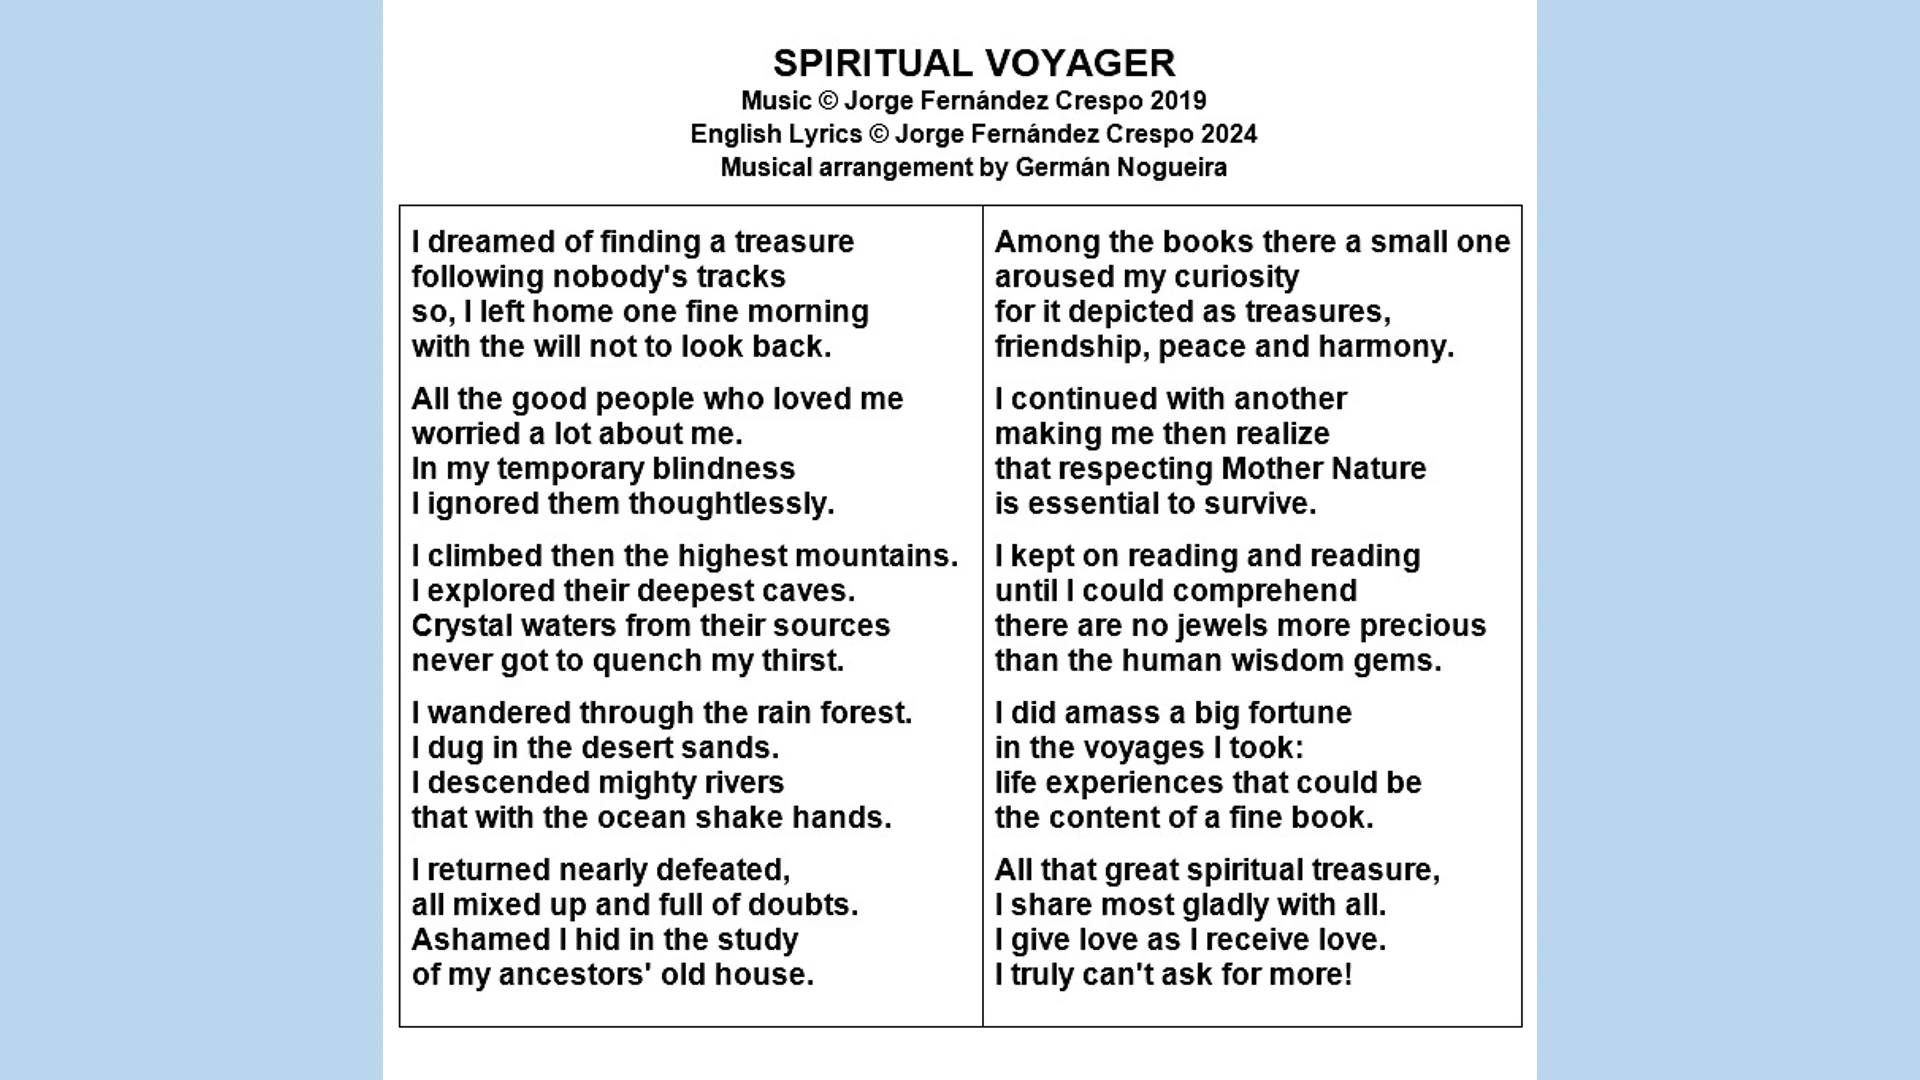 SPIRITUAL VOYAGER
Music © Jorge Fernández Crespo 2019
English Lyrics © Jorge Fernández Crespo 2024
Musical arrangement by Germán Nogueira
I dreamed of finding a treasure
following nobody's tracks
so, I left home one fine morning
with the will not to look back.
All the good people who loved me
worried a lot about me.
In my temporary blindness
I ignored them thoughtlessly.
I climbed then the highest mountains.
I explored their deepest caves.
Crystal waters from their sources
never got to quench my thirst.
I wandered through the rain forest.
I dug in the desert sands.
I descended mighty rivers
that with the ocean shake hands.
I returned nearly defeated,
all mixed up and full of doubts.
Ashamed I hid in the study
of my ancestors' old house.
Among the books there a small one
aroused my curiosity
for it depicted as treasures,
friendship, peace and harmony.
I continued with another
making me then realize
that respecting Mother Nature
is essential to survive.
I kept on reading and reading
until I could comprehend
there are no jewels more precious
than the human wisdom gems.
I did amass a big fortune
in the voyages I took:
life experiences that could be
the content of a fine book.
All that great spiritual treasure,
I share most gladly with all.
I give love as I receive love.
I truly can't ask for more!